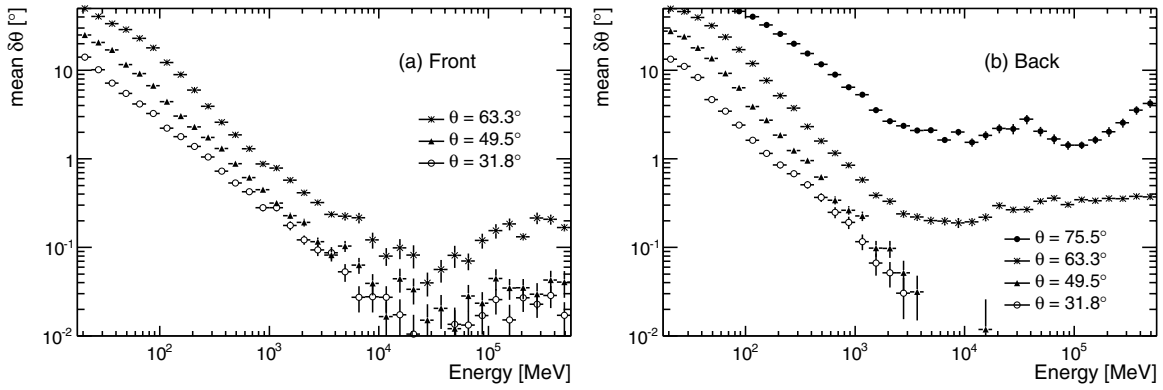 mean δθ [°]
(a) Front
θ = 63.3°
θ = 49.5°
θ = 31.8°
10
1
10⁻¹
10⁻²
10² 10³ 10⁴ 10⁵
Energy [MeV]
mean δθ [°]
(b) Back
10
1
10⁻¹
θ = 75.5°
θ = 63.3°
θ = 49.5°
θ = 31.8°
10⁻²
10² 10³ 10⁴ 10⁵
Energy [MeV]